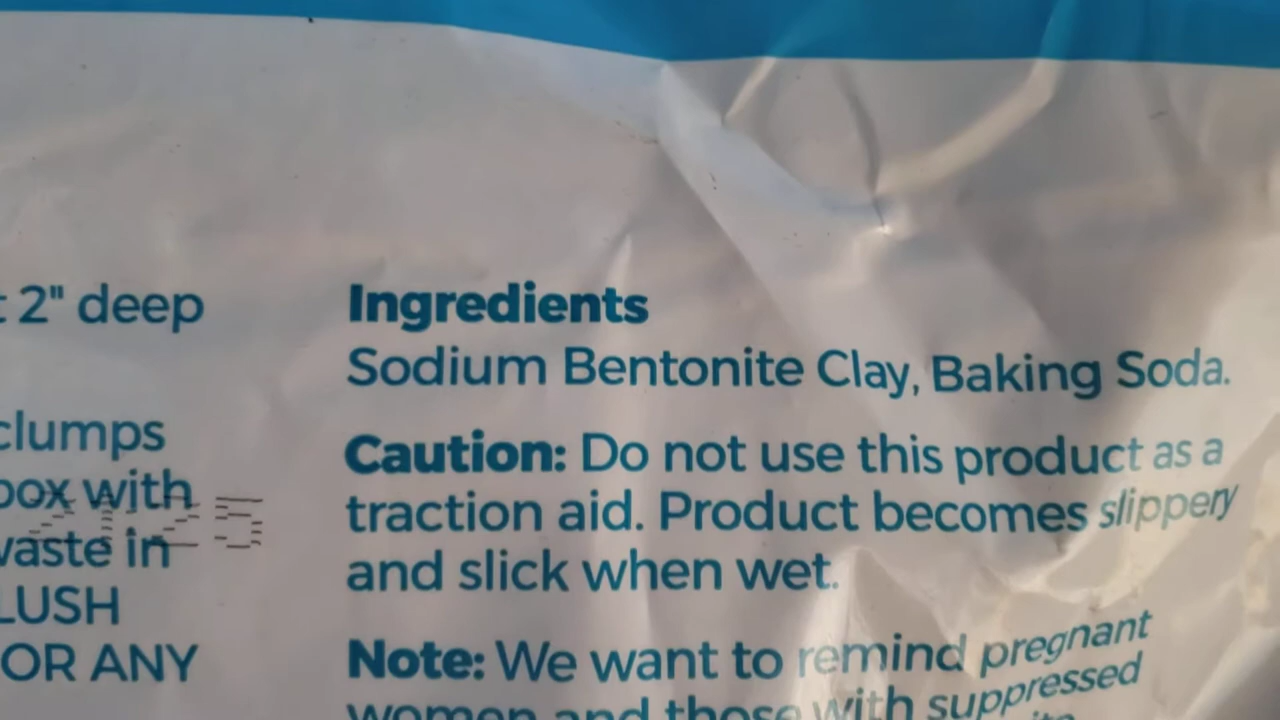 t 2" deep
clumps
box with
waste in
LUSH
OR ANY
Ingredients
Sodium Bentonite Clay, Baking Soda.
Caution: Do not use this product as a
traction aid. Product becomes slippery
and slick when wet.
Note: We want to remind pregnant
women and those with suppressed